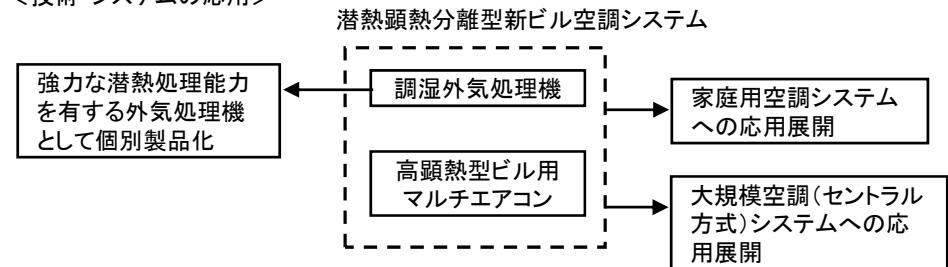 <技術・システムの応用>
潜熱顕熱分離型新ビル空調システム
強力な潜熱処理能力
を有する外気処理機
として個別製品化
調湿外気処理機
高顕熱型ビル用
マルチエアコン
家庭用空調システム
への応用展開
大規模空調(セントラル
方式)システムへの応
用展開